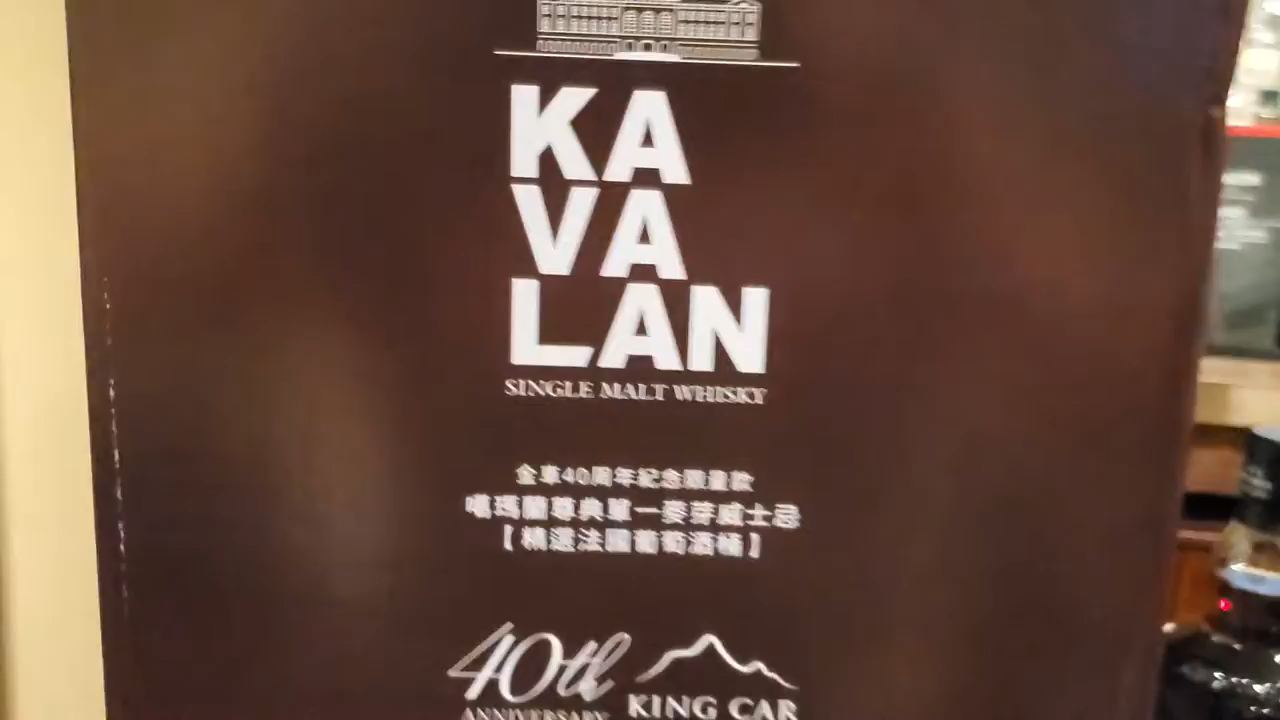 KA
VA
LAN
SINGLE MALT WHISKY
金車40周年紀念限量款
噶瑪蘭尊典單一麥芽威士忌
【精選法國葡萄酒桶】
40th
ANNIVERSARY
KING CAR